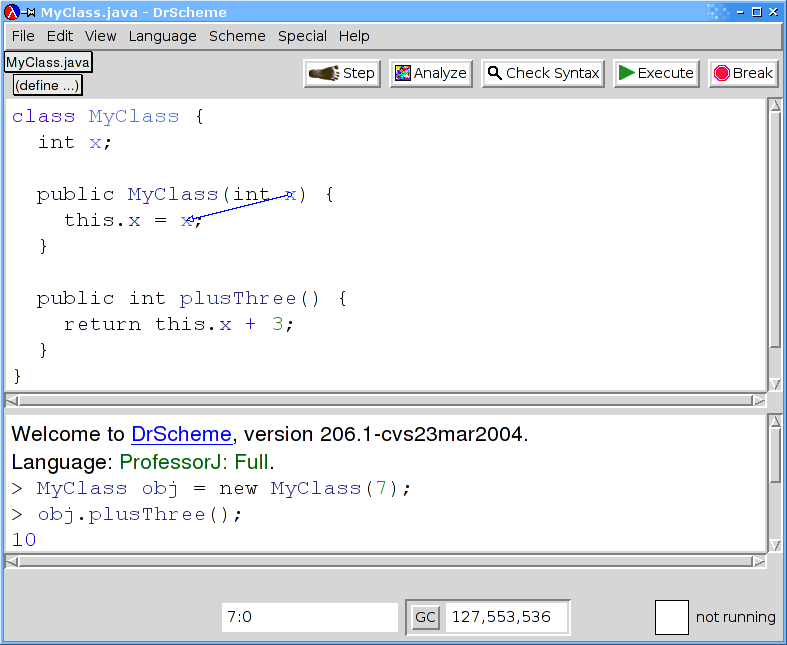 MyClass.java - DrScheme
File Edit View Language Scheme Special Help
MyClass.java
(define ...)
Step Analyze Check Syntax Execute Break
class MyClass {
int x;
public MyClass(int x) {
this.x = x;
}
public int plusThree() {
return this.x + 3;
}
}
Welcome to DrScheme, version 206.1-cvs23mar2004.
Language: ProfessorJ: Full.
> MyClass obj = new MyClass(7);
> obj.plusThree();
10
7:0 GC 127,553,536 not running